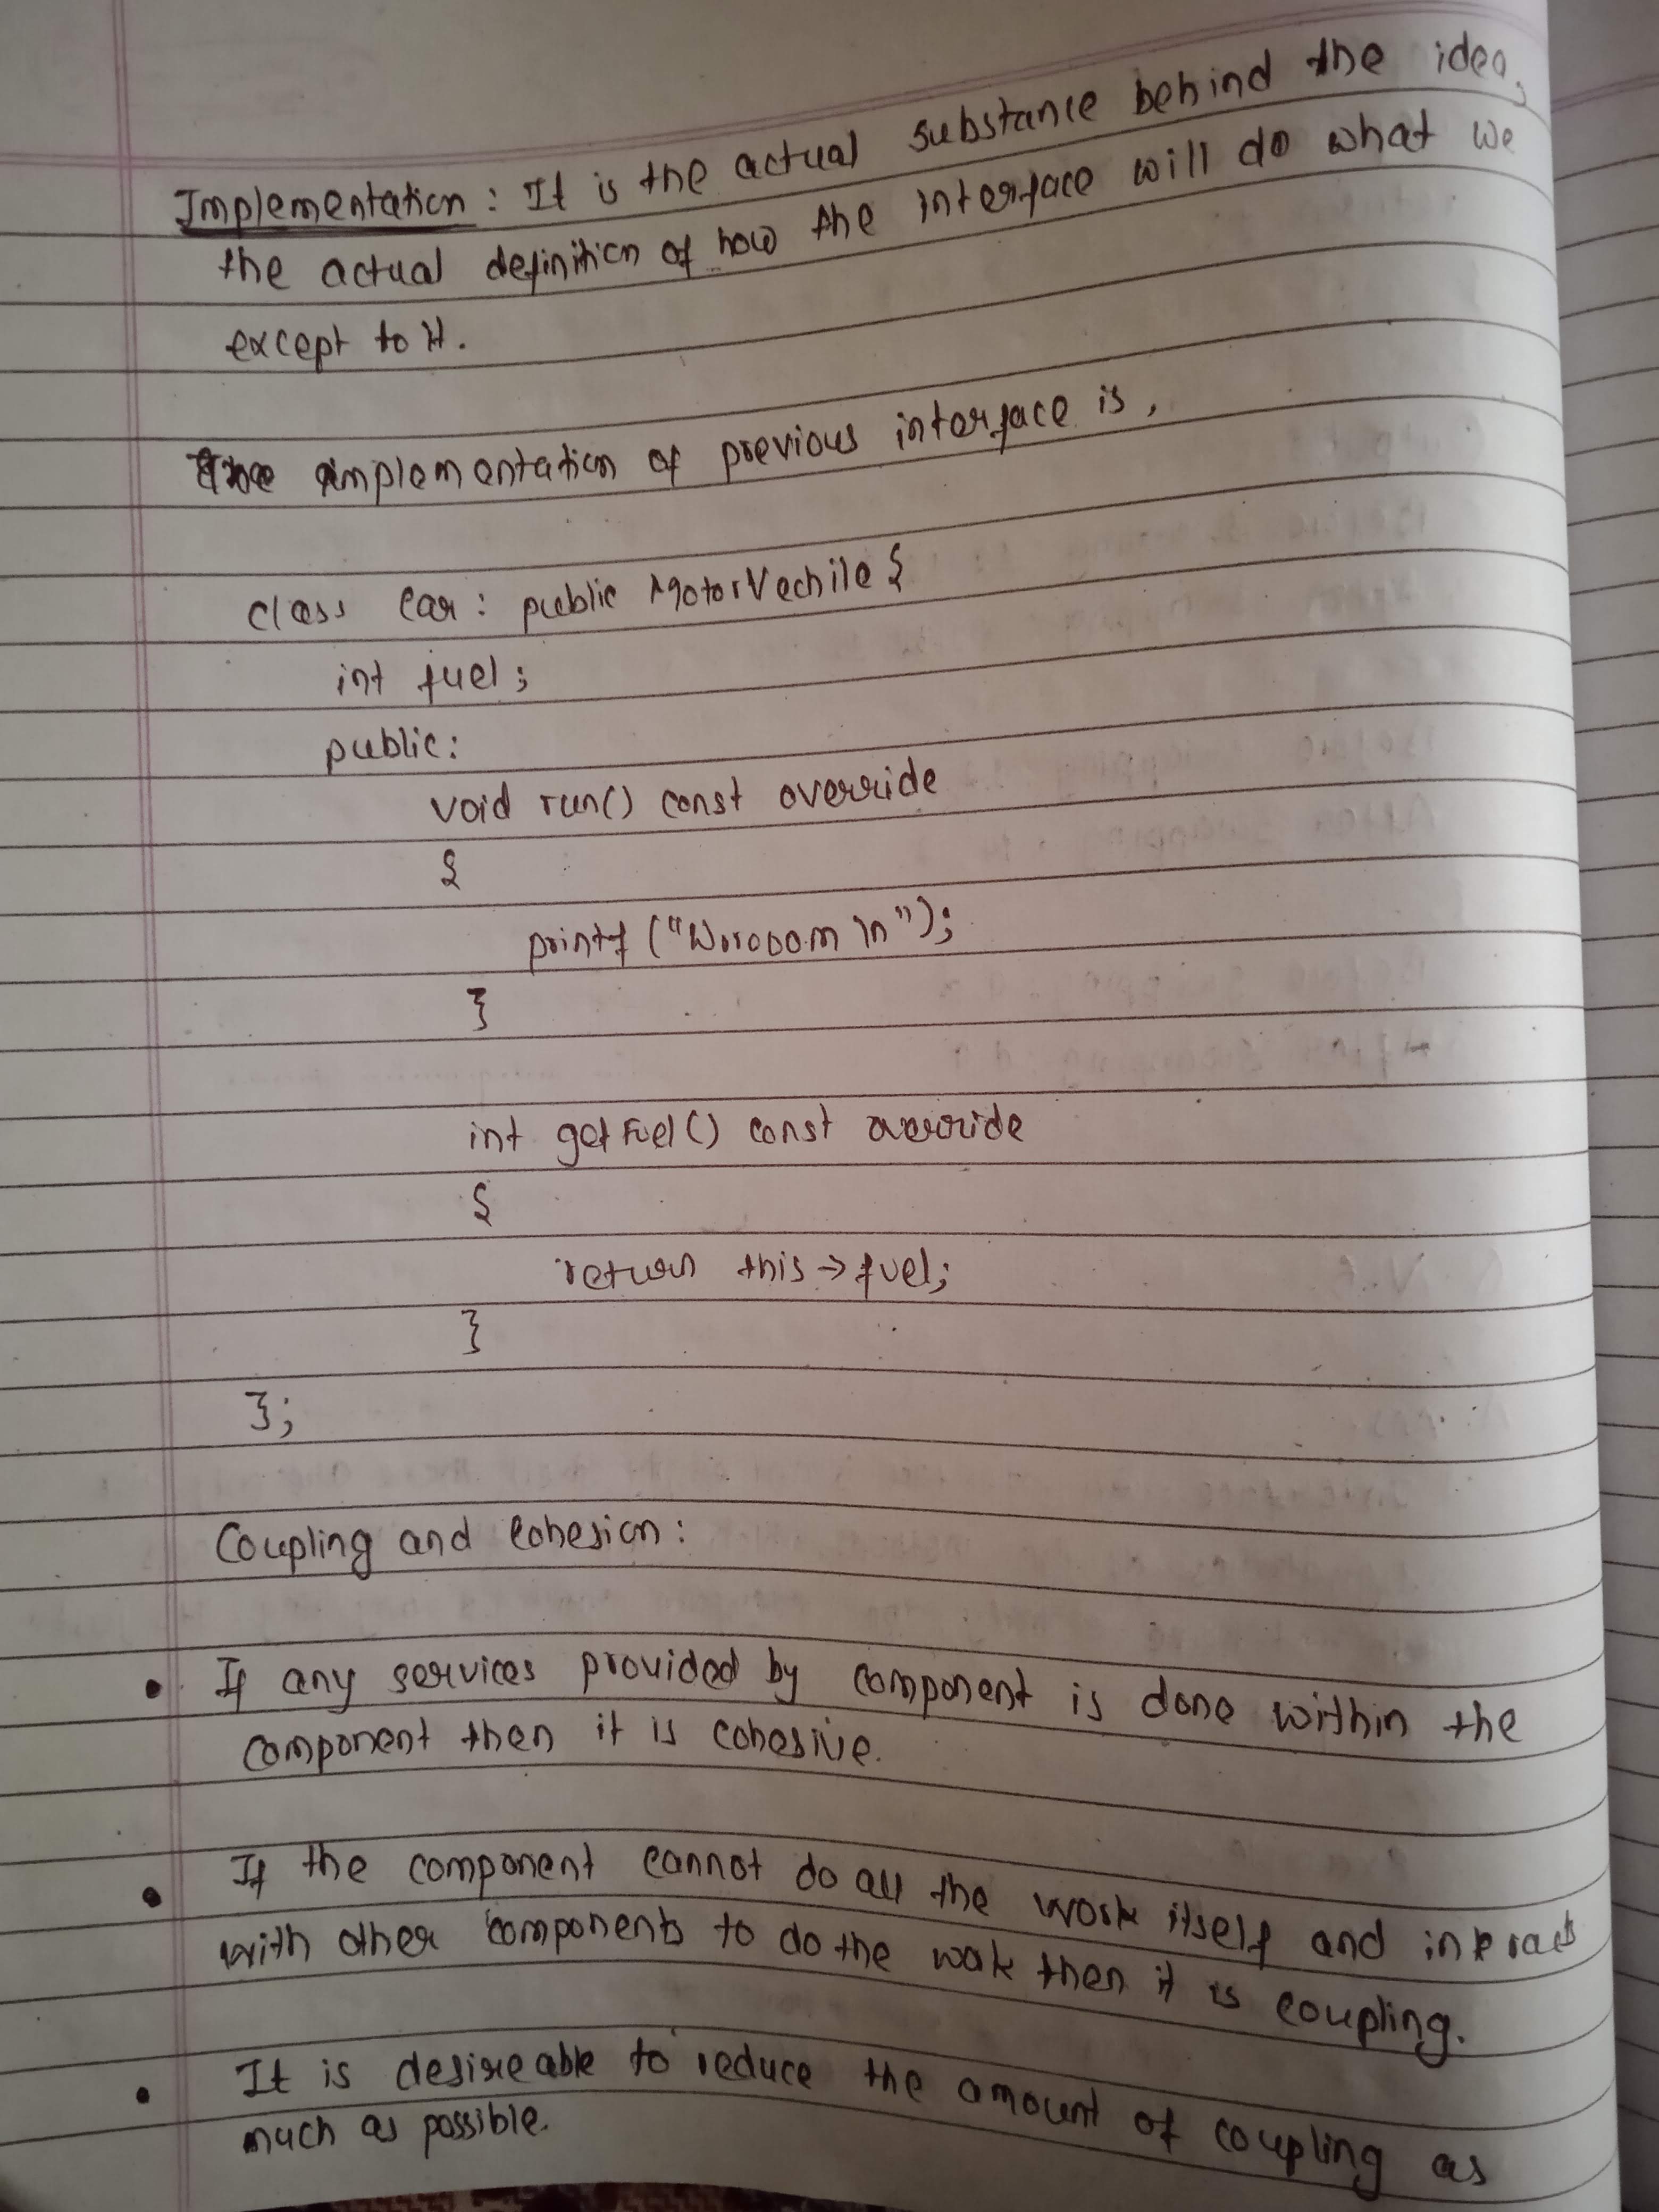 Implementation : It is the actual substance behind the idea,
the actual definition of how the interface will do what we
except to it.
The implementation of previous interface is,
class Car : public MotorVechile {
int fuel ;
public:
void run() const override
{
printf ("Wrroooom \n");
}
int getFuel() const override
{
return this->fuel;
}
};
Coupling and Cohesion :
• If any services provided by component is done within the
component then it is cohesive.
• If the component cannot do all the work itself and interact
with other components to do the work then it is coupling.
• It is desireable to reduce the amount of coupling as
much as possible.